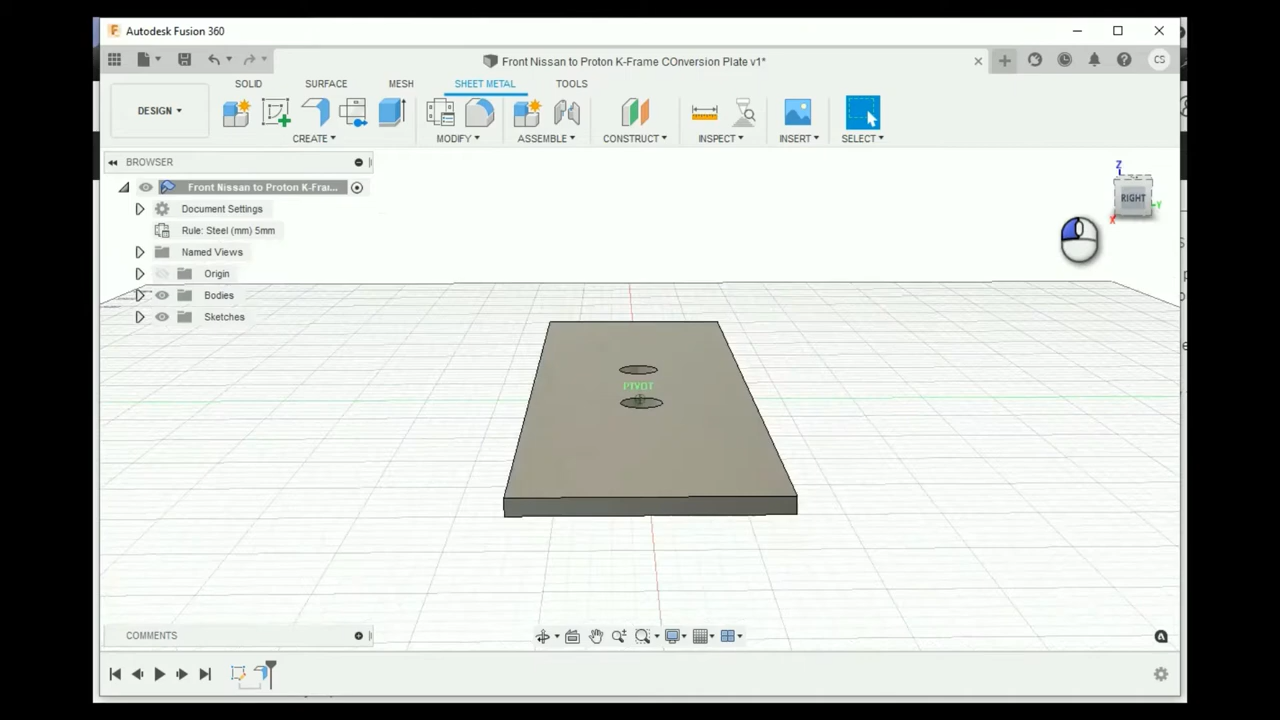 Autodesk Fusion 360
Front Nissan to Proton K-Frame COnversion Plate v1*
CS
DESIGN
SOLID
SURFACE
MESH
SHEET METAL
TOOLS
CREATE
MODIFY
ASSEMBLE
CONSTRUCT
INSPECT
INSERT
SELECT
BROWSER
Front Nissan to Proton K-Frai...
Document Settings
Rule: Steel (mm) 5mm
Named Views
Origin
Bodies
Sketches
Z
RIGHT
Y
X
PIVOT
COMMENTS